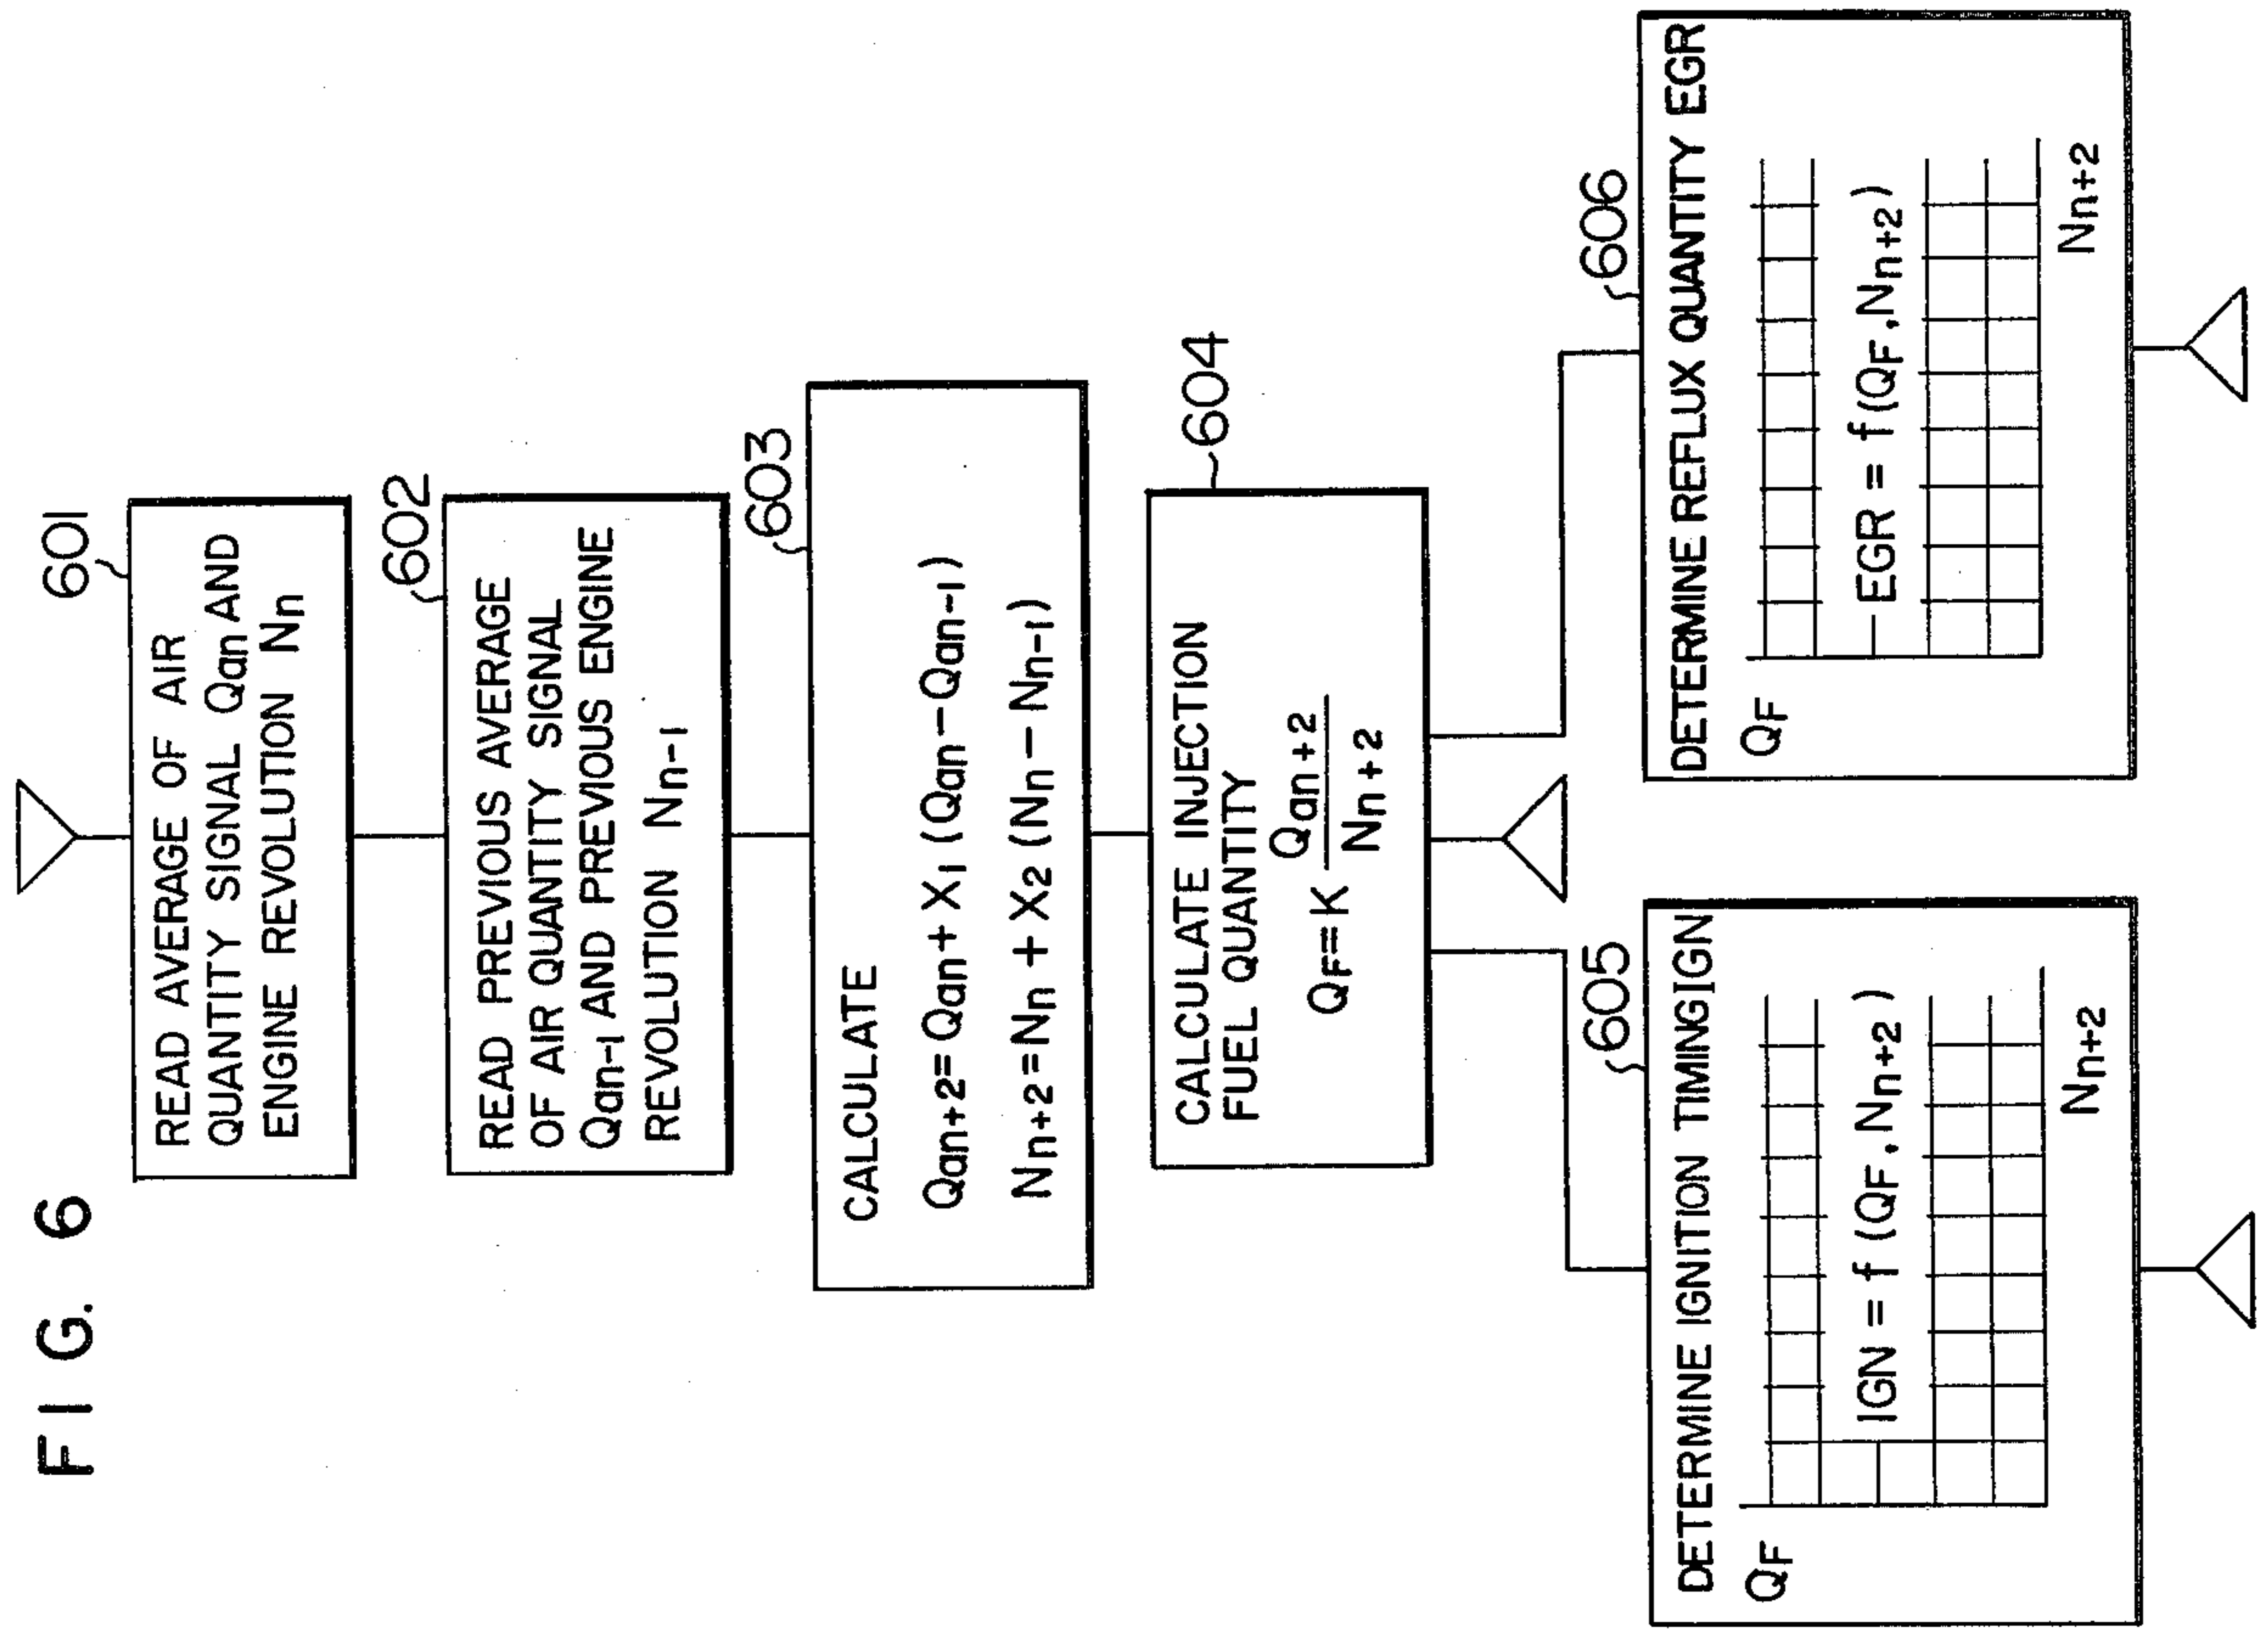 FIG. 6
601
READ AVERAGE OF AIR
QUANTITY SIGNAL Qan AND
ENGINE REVOLUTION Nn
602
READ PREVIOUS AVERAGE
OF AIR QUANTITY SIGNAL
Qan-1 AND PREVIOUS ENGINE
REVOLUTION Nn-1
603
CALCULATE
Qan+2 = Qan + X1 (Qan - Qan-1)
Nn+2 = Nn + X2 (Nn - Nn-1)
604
CALCULATE INJECTION
FUEL QUANTITY
QF = K Qan+2 / Nn+2
605
DETERMINE IGNITION TIMING IGN
QF
IGN = f (QF, Nn+2)
Nn+2
606
DETERMINE REFLUX QUANTITY EGR
QF
EGR = f (QF, Nn+2)
Nn+2